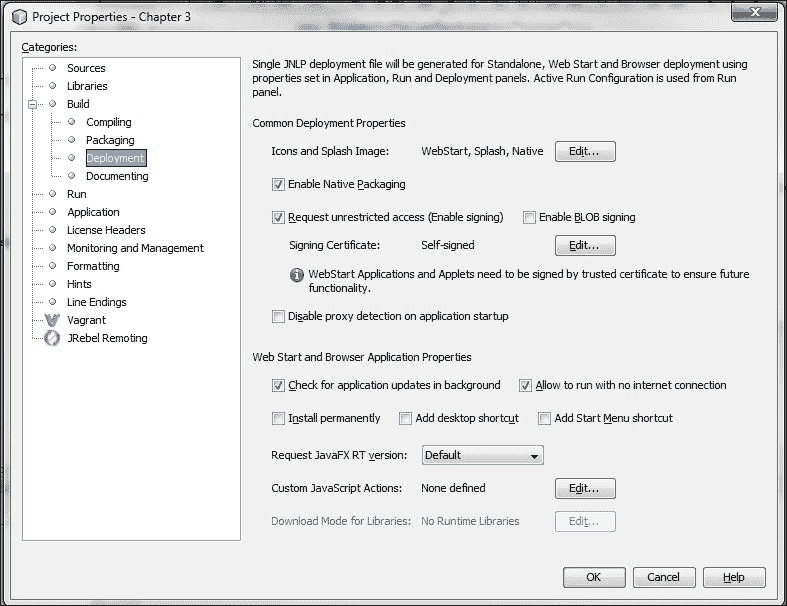 Project Properties - Chapter 3
Categories:
Sources
Libraries
Build
Compiling
Packaging
Deployment
Documenting
Run
Application
License Headers
Monitoring and Management
Formatting
Hints
Line Endings
Vagrant
JRebel Remoting
Single JNLP deployment file will be generated for Standalone, Web Start and Browser deployment using
properties set in Application, Run and Deployment panels. Active Run Configuration is used from Run
panel.
Common Deployment Properties
Icons and Splash Image: WebStart, Splash, Native Edit...
Enable Native Packaging
Request unrestricted access (Enable signing) Enable BLOB signing
Signing Certificate: Self-signed Edit...
WebStart Applications and Applets need to be signed by trusted certificate to ensure future
functionality.
Disable proxy detection on application startup
Web Start and Browser Application Properties
Check for application updates in background Allow to run with no internet connection
Install permanently Add desktop shortcut Add Start Menu shortcut
Request JavaFX RT version: Default
Custom JavaScript Actions: None defined Edit...
Download Mode for Libraries: No Runtime Libraries Edit...
OK Cancel Help